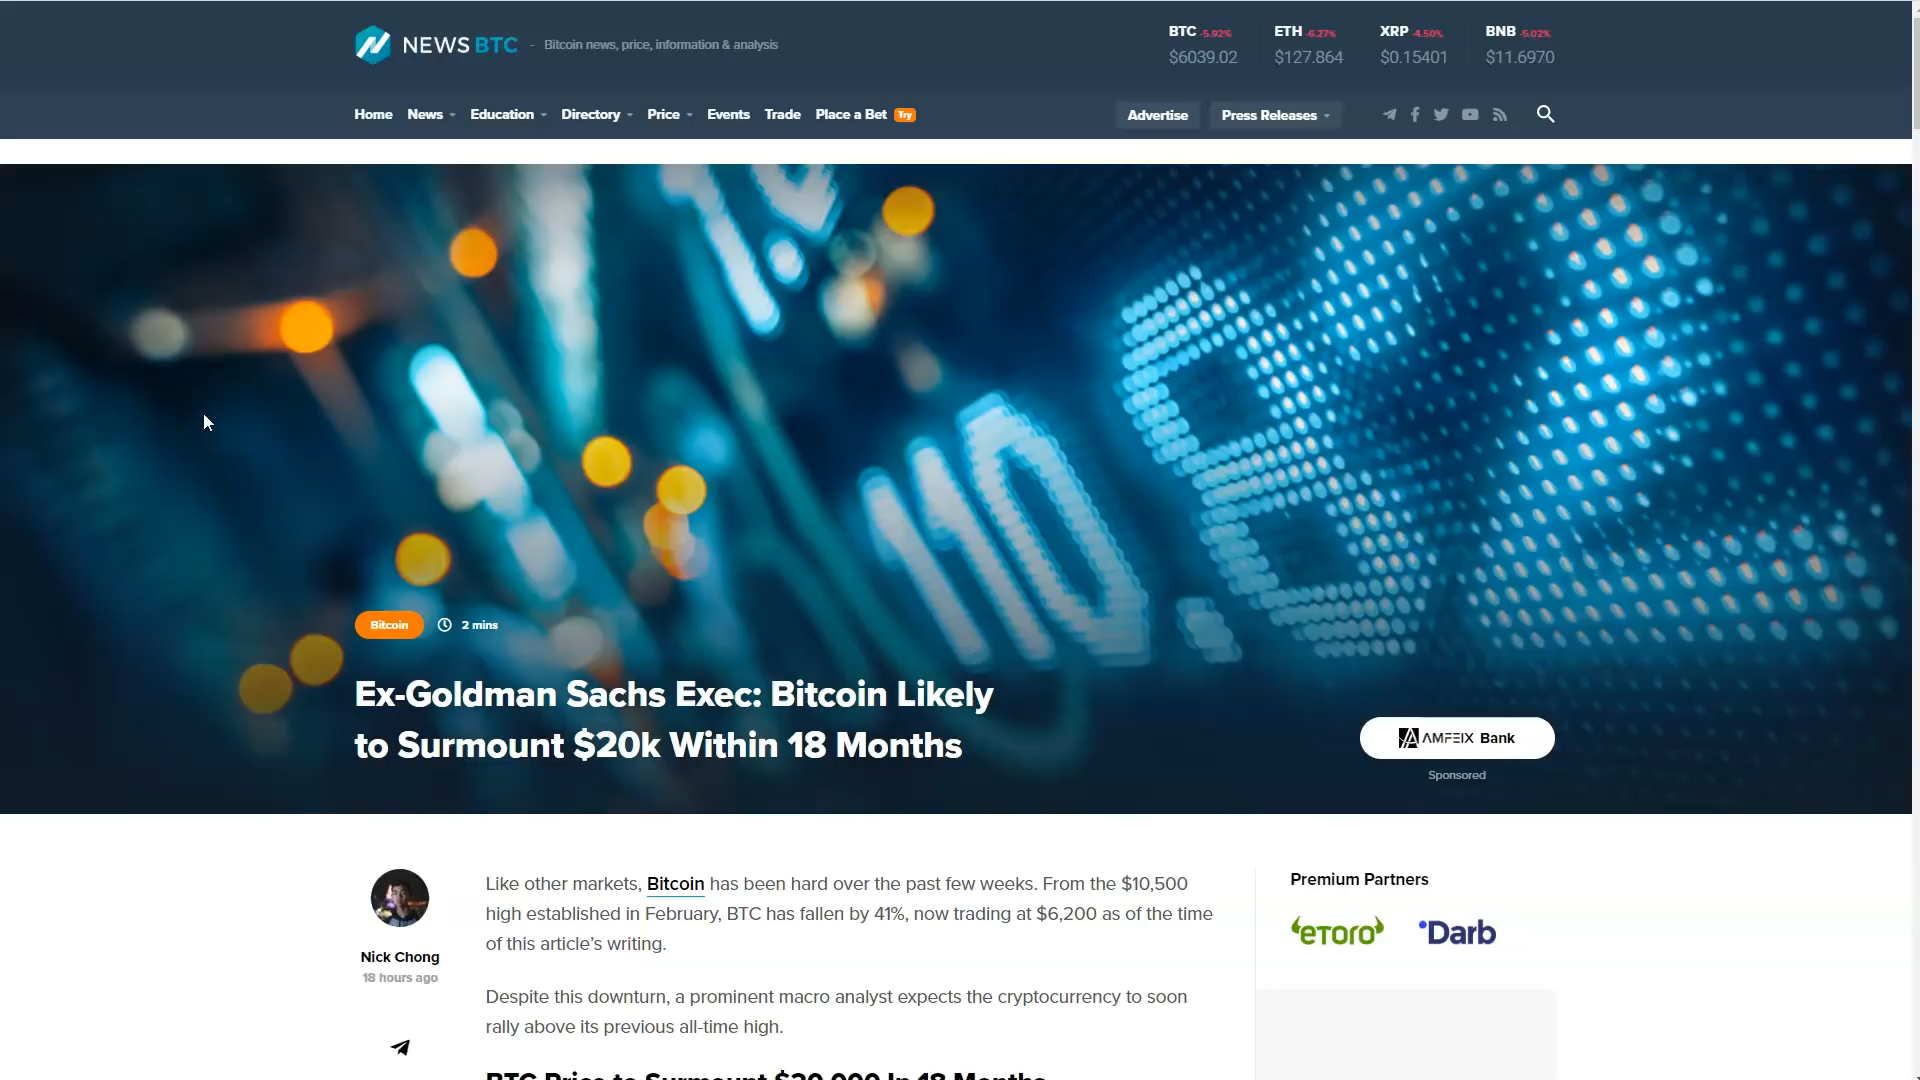 NEWS BTC - Bitcoin news, price, information & analysis
BTC -5.92% ETH -6.27% XRP -4.50% BNB -5.02%
$6039.02 $127.864 $0.15401 $11.6970
Home News Education Directory Price Events Trade Place a Bet Try Advertise Press Releases
10.
Bitcoin 2 mins
Ex-Goldman Sachs Exec: Bitcoin Likely
to Surmount $20k Within 18 Months
AMFEIX Bank
Sponsored
Like other markets, Bitcoin has been hard over the past few weeks. From the $10,500
high established in February, BTC has fallen by 41%, now trading at $6,200 as of the time
of this article’s writing.
Nick Chong
18 hours ago
Despite this downturn, a prominent macro analyst expects the cryptocurrency to soon
rally above its previous all-time high.
BTC Price to Surmount $20,000 In 18 Months
Premium Partners
eToro Darb